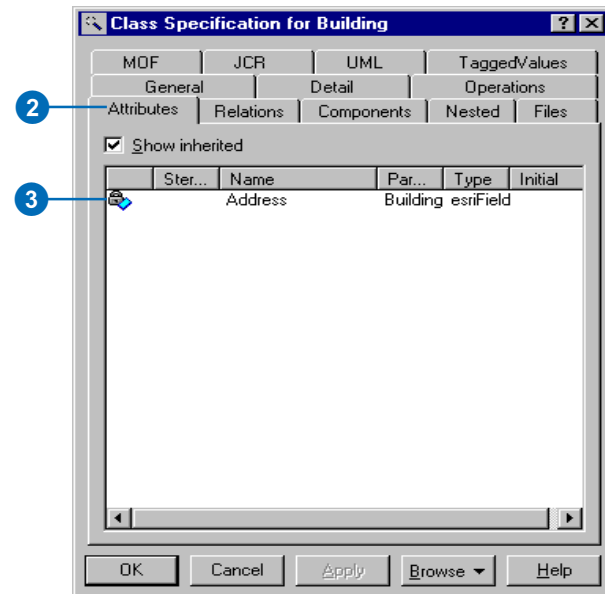 Class Specification for Building
MOF JCR UML TaggedValues
General Detail Operations
2 Attributes Relations Components Nested Files
Show inherited
Ster... Name Par... Type Initial
3 Address Building esriField
OK Cancel Apply Browse Help